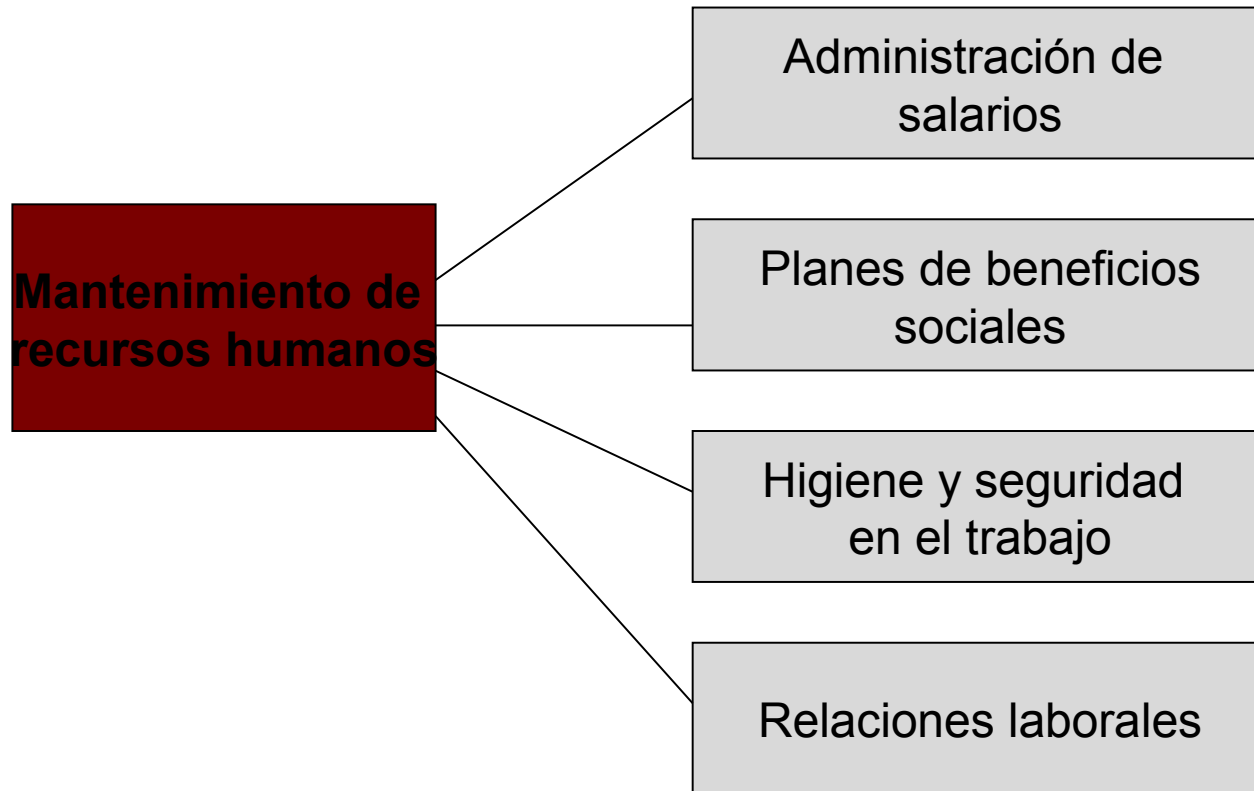 Administración de
salarios
Mantenimiento de
recursos humanos
Planes de beneficios
sociales
Higiene y seguridad
en el trabajo
Relaciones laborales